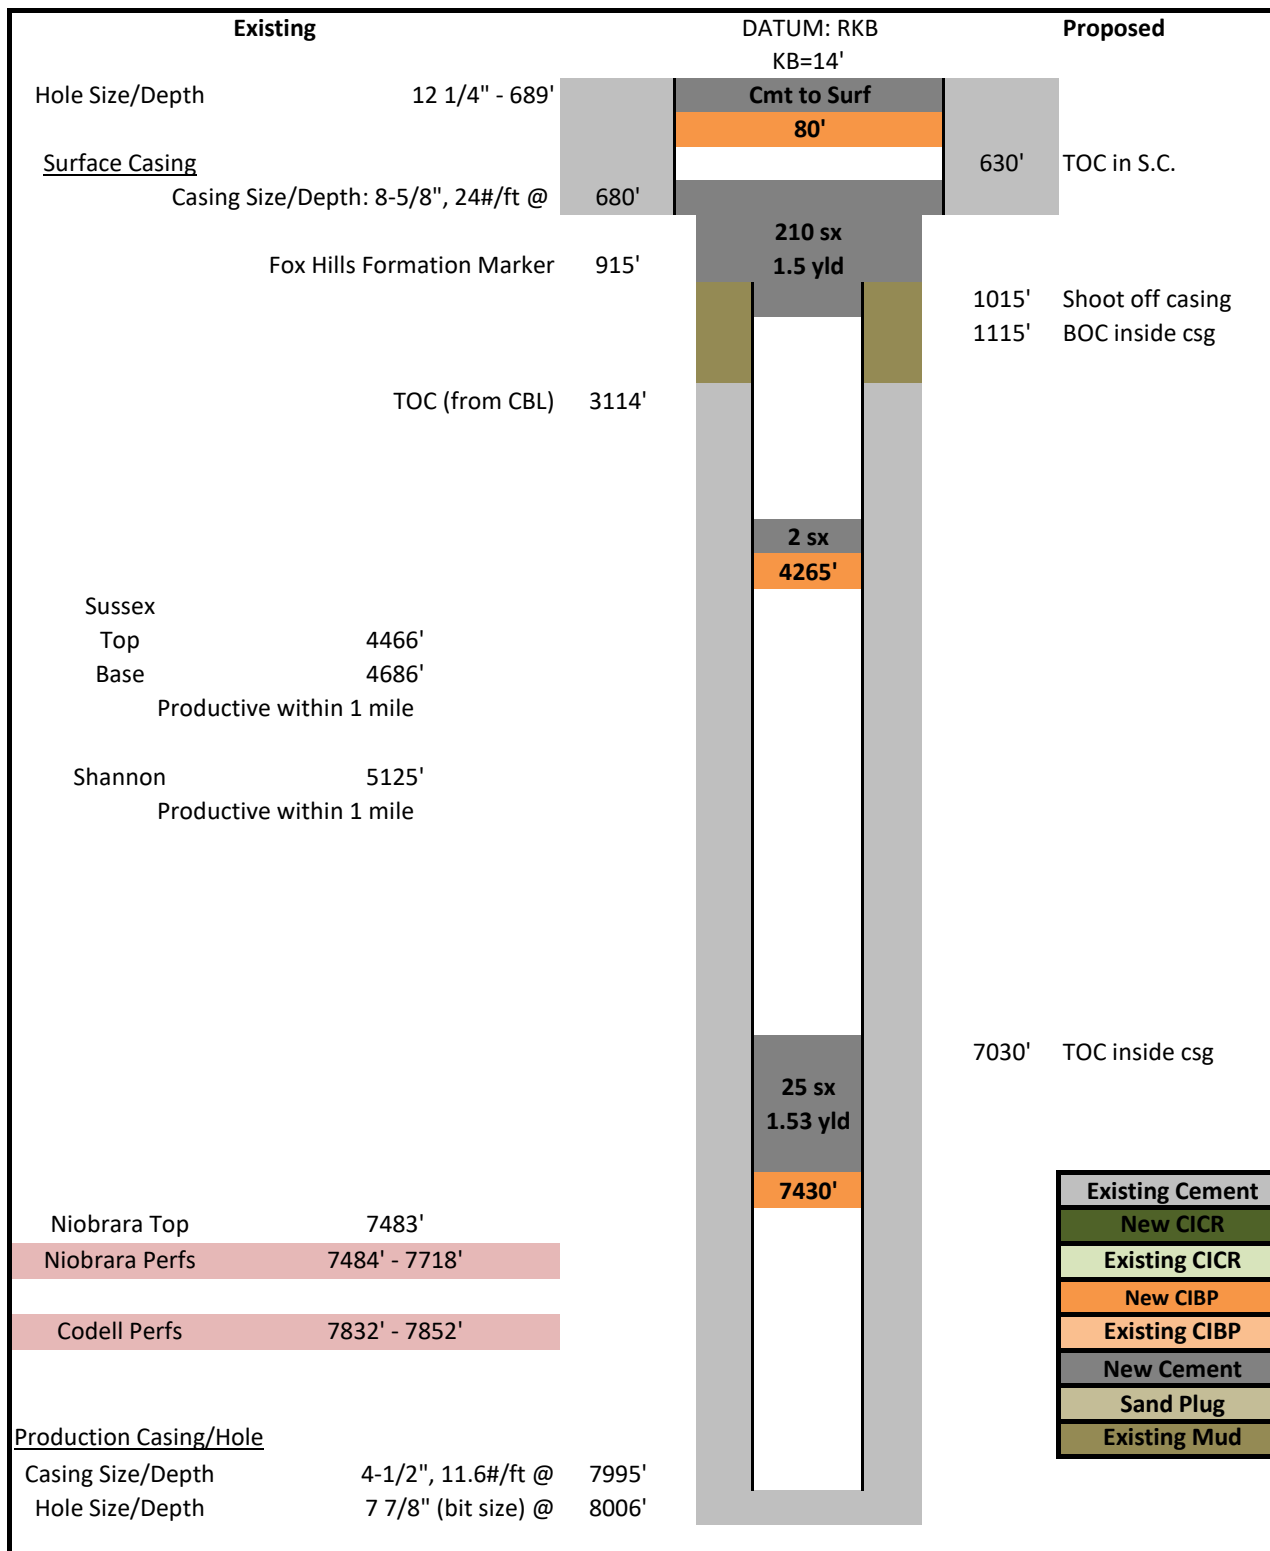 Existing DATUM: RKB Proposed
KB=14'
Hole Size/Depth 12 1/4" - 689' Cmt to Surf
80'
Surface Casing 630' TOC in S.C.
Casing Size/Depth: 8-5/8", 24#/ft @ 680'
210 sx
Fox Hills Formation Marker 915' 1.5 yld
1015' Shoot off casing
1115' BOC inside csg
TOC (from CBL) 3114'
2 sx
4265'
Sussex
Top 4466'
Base 4686'
Productive within 1 mile
Shannon 5125'
Productive within 1 mile
7030' TOC inside csg
25 sx
1.53 yld
7430' Existing Cement
Niobrara Top 7483' New CICR
Niobrara Perfs 7484' - 7718' Existing CICR
New CIBP
Codell Perfs 7832' - 7852' Existing CIBP
New Cement
Sand Plug
Production Casing/Hole Existing Mud
Casing Size/Depth 4-1/2", 11.6#/ft @ 7995'
Hole Size/Depth 7 7/8" (bit size) @ 8006'